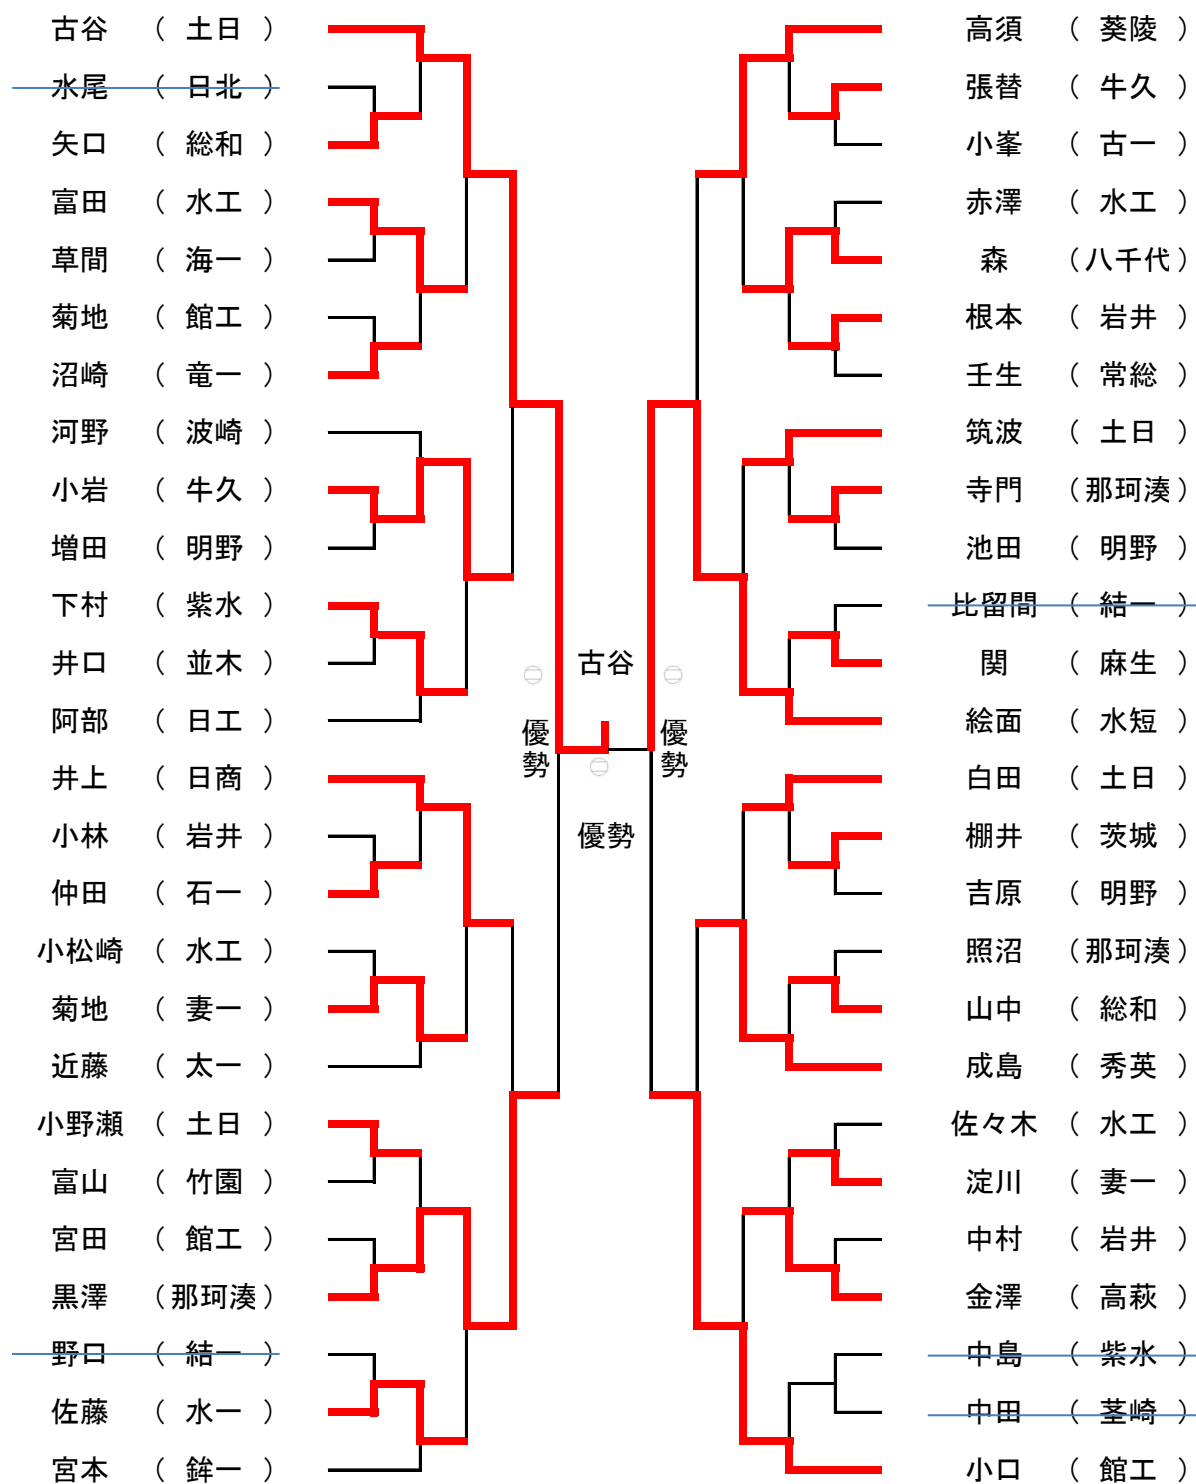 古谷 （ 土日 ）
水尾 （ 日北 ）
矢口 （ 総和 ）
富田 （ 水工 ）
草間 （ 海一 ）
菊地 （ 館工 ）
沼崎 （ 竜一 ）
河野 （ 波崎 ）
小岩 （ 牛久 ）
増田 （ 明野 ）
下村 （ 紫水 ）
井口 （ 並木 ）
阿部 （ 日工 ）
井上 （ 日商 ）
小林 （ 岩井 ）
仲田 （ 石一 ）
小松崎 （ 水工 ）
菊地 （ 妻一 ）
近藤 （ 太一 ）
小野瀬 （ 土日 ）
富山 （ 竹園 ）
宮田 （ 館工 ）
黒澤 （那珂湊）
野口 （ 結一 ）
佐藤 （ 水一 ）
宮本 （ 鉾一 ）
古谷
優勢
優勢
優勢
高須 （ 葵陵 ）
張替 （ 牛久 ）
小峯 （ 古一 ）
赤澤 （ 水工 ）
森 （八千代）
根本 （ 岩井 ）
壬生 （ 常総 ）
筑波 （ 土日 ）
寺門 （那珂湊）
池田 （ 明野 ）
比留間 （ 結一 ）
関 （ 麻生 ）
絵面 （ 水短 ）
白田 （ 土日 ）
棚井 （ 茨城 ）
吉原 （ 明野 ）
照沼 （那珂湊）
山中 （ 総和 ）
成島 （ 秀英 ）
佐々木 （ 水工 ）
淀川 （ 妻一 ）
中村 （ 岩井 ）
金澤 （ 高萩 ）
中島 （ 紫水 ）
中田 （ 茎崎 ）
小口 （ 館工 ）